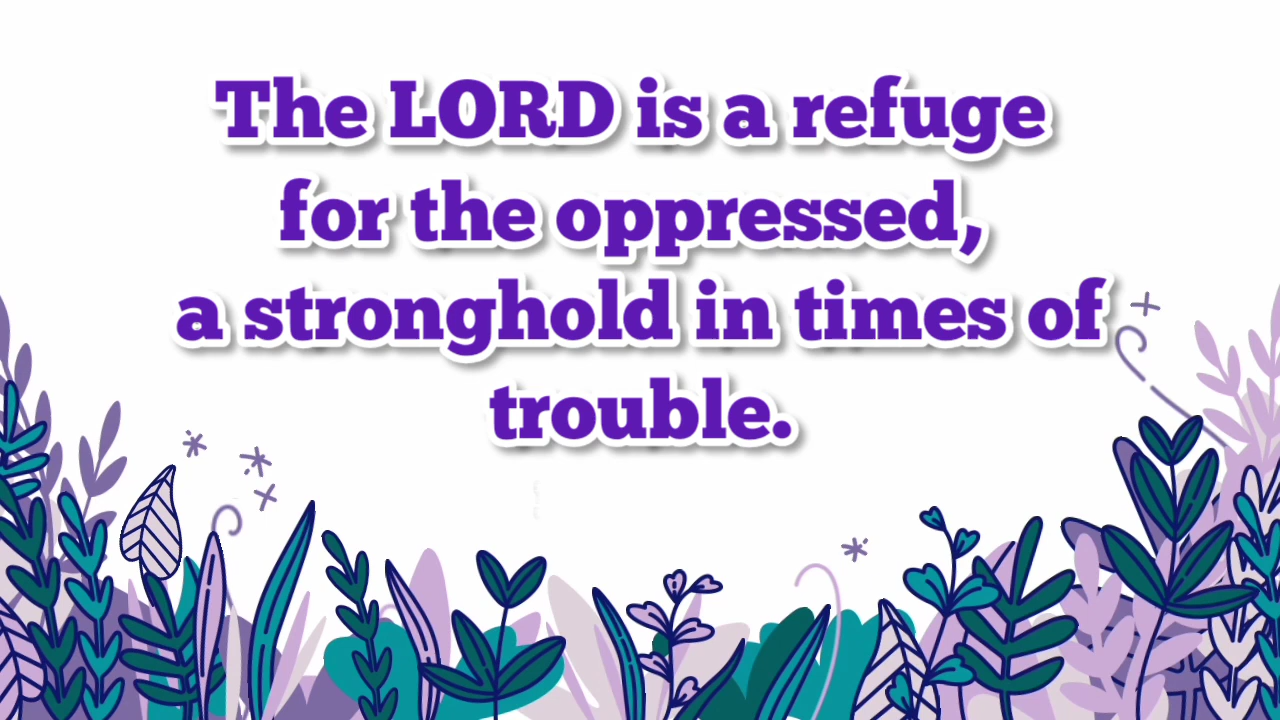 The LORD is a refuge
for the oppressed,
a stronghold in times of
trouble.